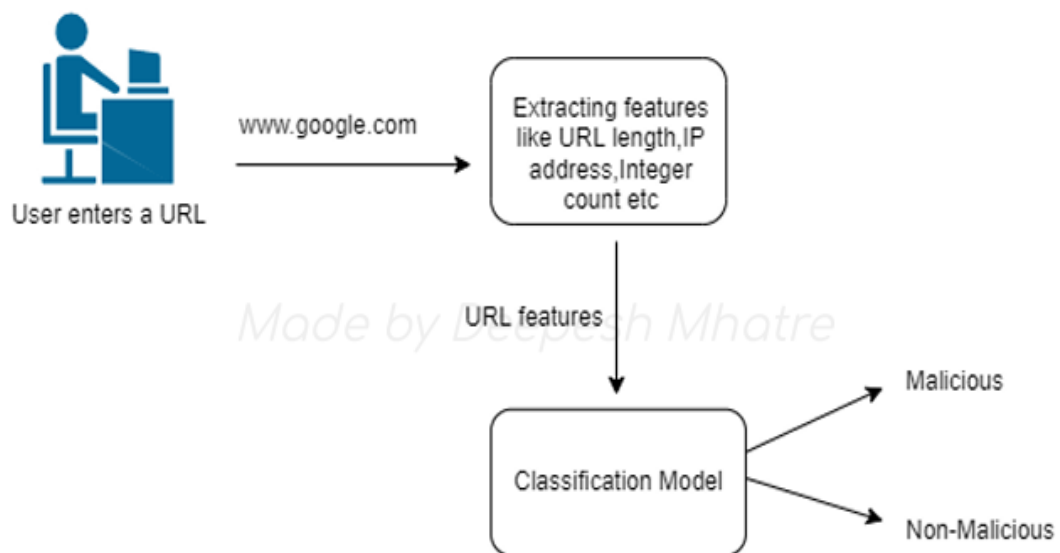 www.google.com
User enters a URL
Extracting features
like URL length,IP
address,Integer
count etc
URL features
Made by Deepesh Mhatre
Classification Model
Malicious
Non-Malicious